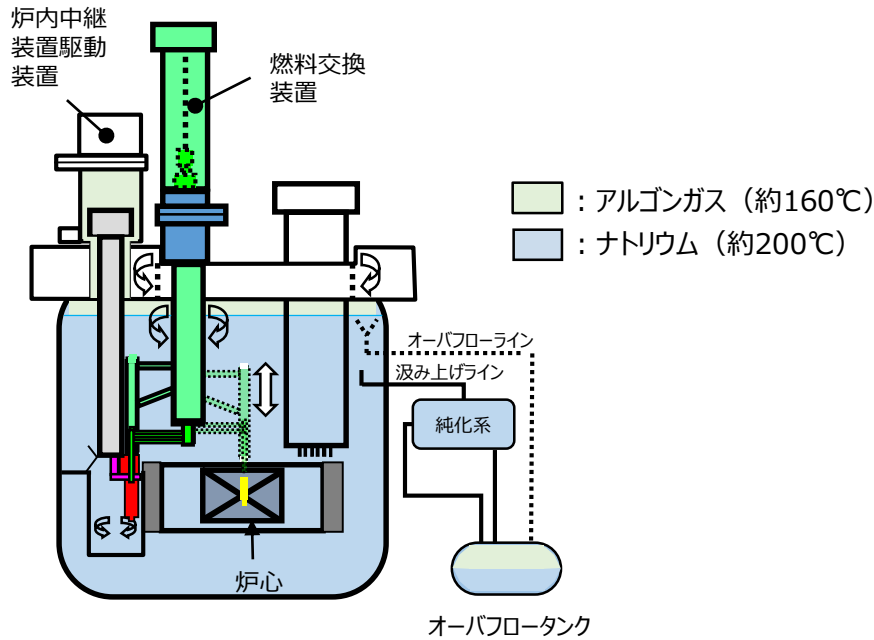 炉内中継
装置駆動
装置
燃料交換
装置
：アルゴンガス（約160℃）
：ナトリウム（約200℃）
オーバフローライン
汲み上げライン
純化系
炉心
オーバフロータンク